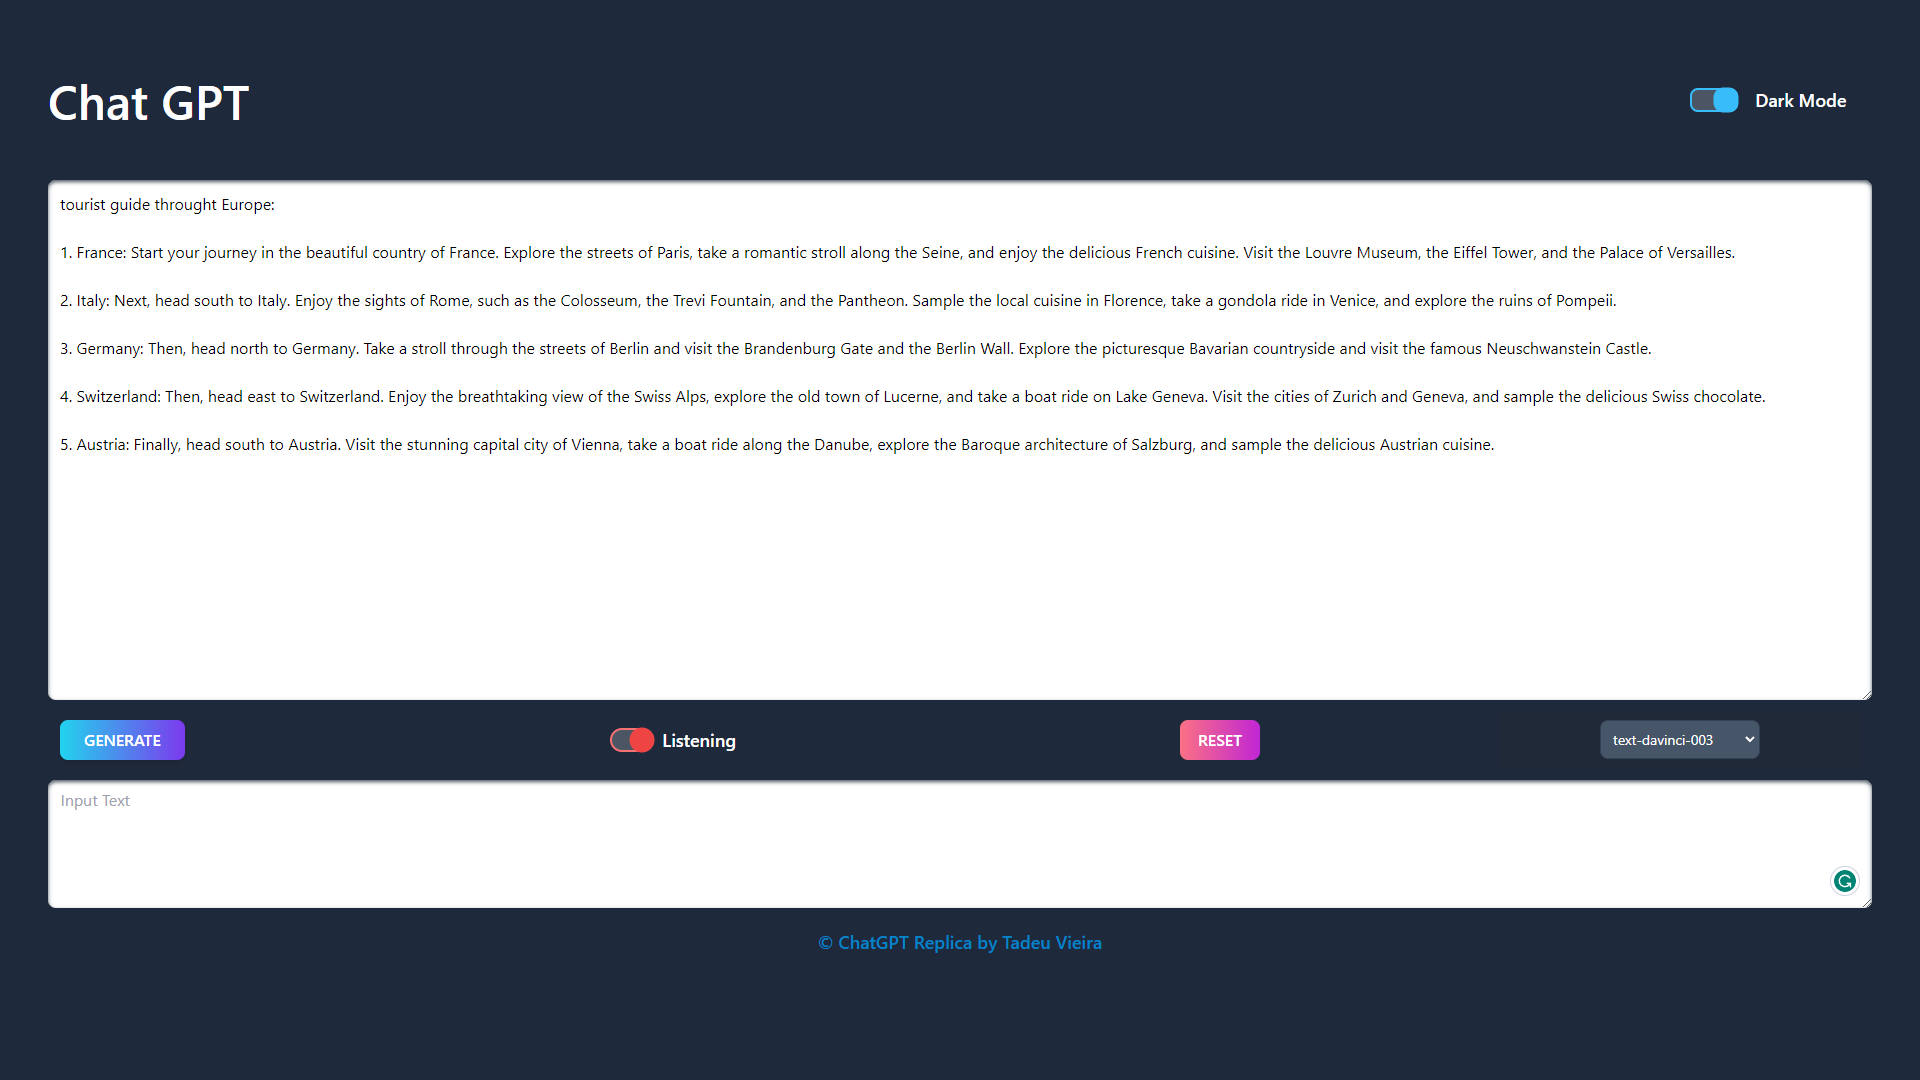 Chat GPT
Dark Mode
tourist guide throught Europe:
1. France: Start your journey in the beautiful country of France. Explore the streets of Paris, take a romantic stroll along the Seine, and enjoy the delicious French cuisine. Visit the Louvre Museum, the Eiffel Tower, and the Palace of Versailles.
2. Italy: Next, head south to Italy. Enjoy the sights of Rome, such as the Colosseum, the Trevi Fountain, and the Pantheon. Sample the local cuisine in Florence, take a gondola ride in Venice, and explore the ruins of Pompeii.
3. Germany: Then, head north to Germany. Take a stroll through the streets of Berlin and visit the Brandenburg Gate and the Berlin Wall. Explore the picturesque Bavarian countryside and visit the famous Neuschwanstein Castle.
4. Switzerland: Then, head east to Switzerland. Enjoy the breathtaking view of the Swiss Alps, explore the old town of Lucerne, and take a boat ride on Lake Geneva. Visit the cities of Zurich and Geneva, and sample the delicious Swiss chocolate.
5. Austria: Finally, head south to Austria. Visit the stunning capital city of Vienna, take a boat ride along the Danube, explore the Baroque architecture of Salzburg, and sample the delicious Austrian cuisine.
GENERATE
Listening
RESET
text-davinci-003
Input Text
© ChatGPT Replica by Tadeu Vieira